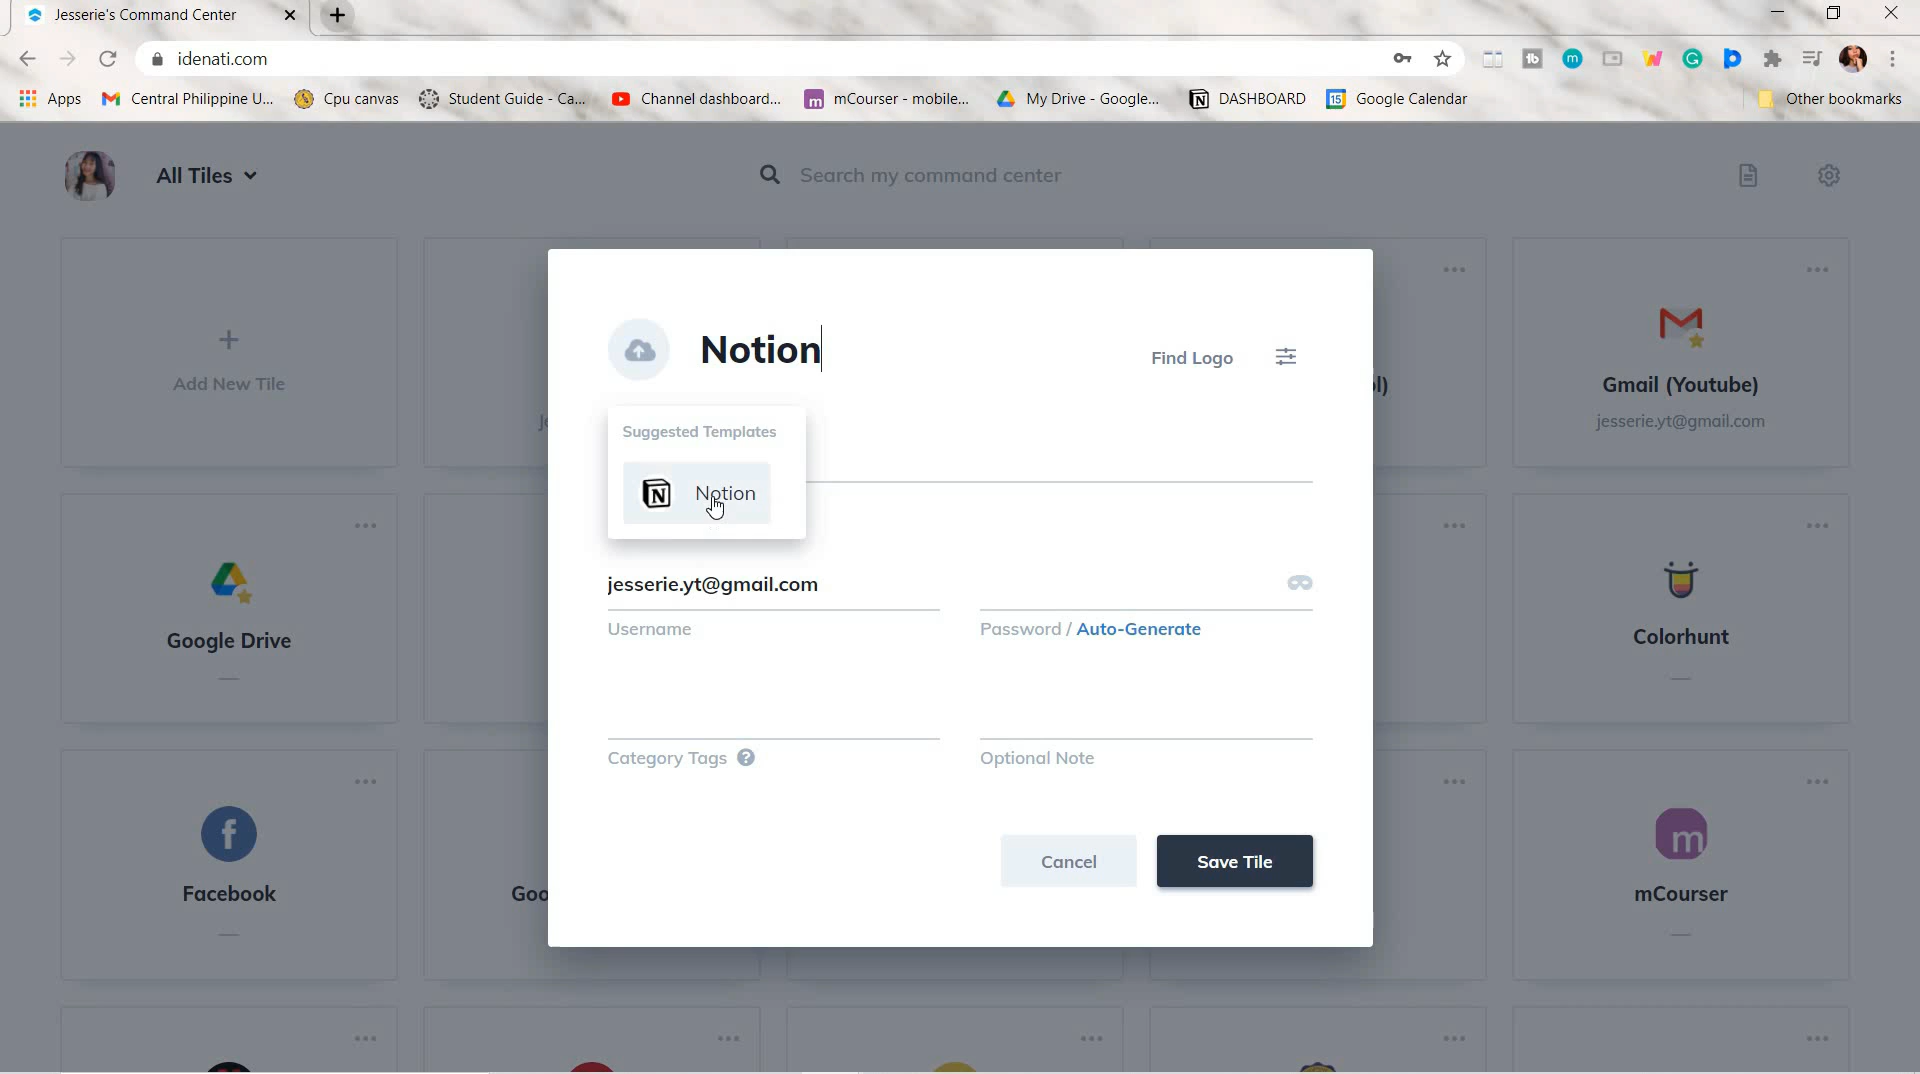 Jesserie's Command Center
idenati.com
Apps
Central Philippine U...
Cpu canvas
Student Guide - Ca...
Channel dashboard...
mCourser - mobile...
My Drive - Google...
DASHBOARD
15
Google Calendar
Other bookmarks
All Tiles
Search my command center
Add New Tile
Gmail (Youtube)
jesserie.yt@gmail.com
Notion
Find Logo
Suggested Templates
Notion
jesserie.yt@gmail.com
Username
Password / Auto-Generate
Category Tags ?
Optional Note
Cancel
Save Tile
Google Drive
Colorhunt
Facebook
Goo
mCourser